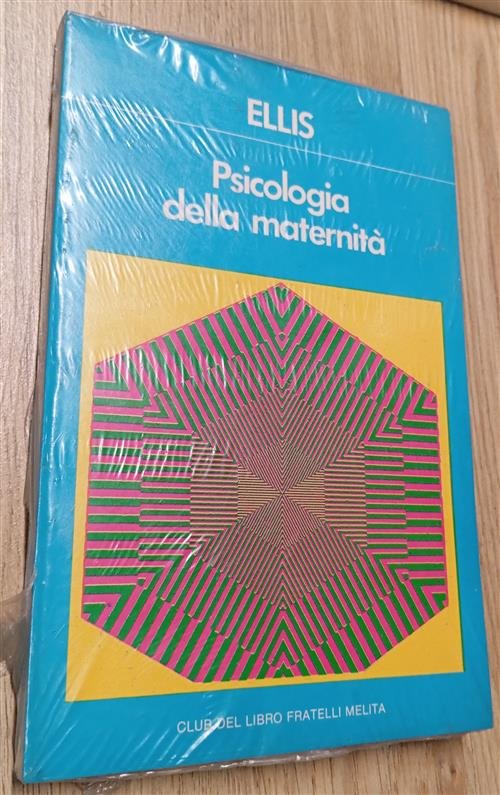 ELLIS
Psicologia
della maternità
CLUB DEL LIBRO FRATELLI MELITA